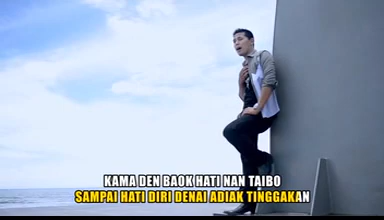 KAMA DEN BAOK HATI NAN TAIBO
SAMPAI HATI DIRI DENAI ADIAK TINGGAKAN